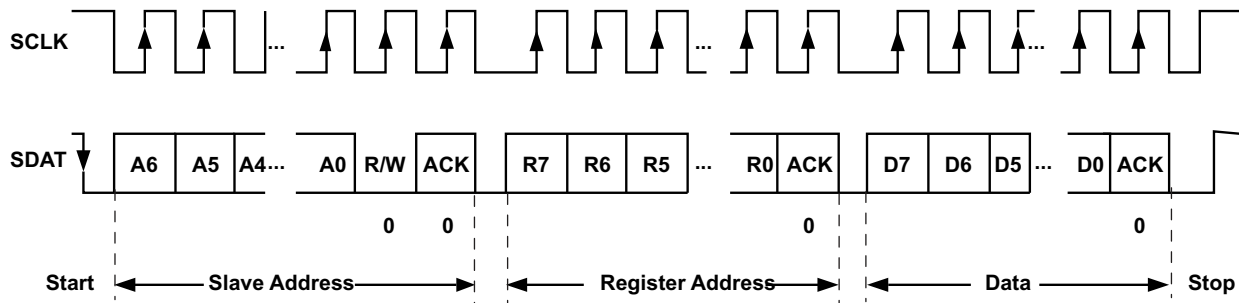 SCLK ... ... ...
SDAT A6 A5 A4... A0 R/W ACK R7 R6 R5 ... R0 ACK D7 D6 D5 ... D0 ACK
0 0 0 0
Start Slave Address Register Address Data Stop